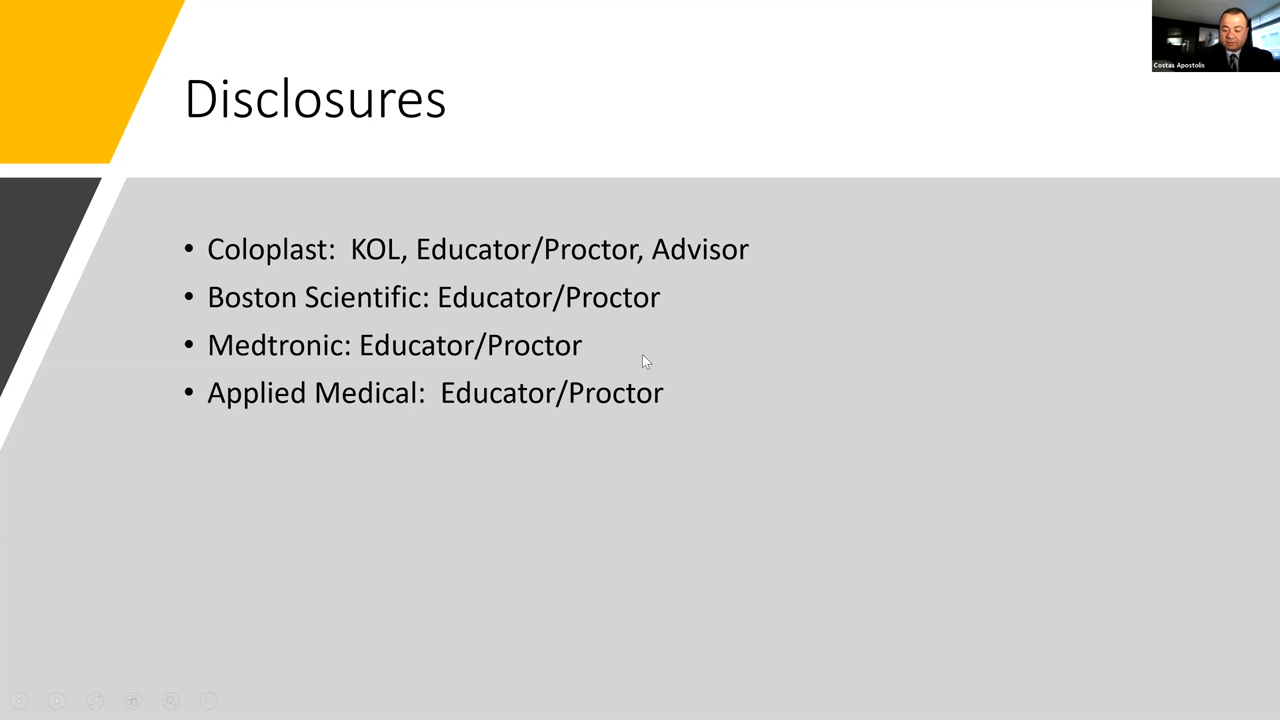 Costas Apostolis
Disclosures
• Coloplast:  KOL, Educator/Proctor, Advisor
• Boston Scientific: Educator/Proctor
• Medtronic: Educator/Proctor
• Applied Medical:  Educator/Proctor